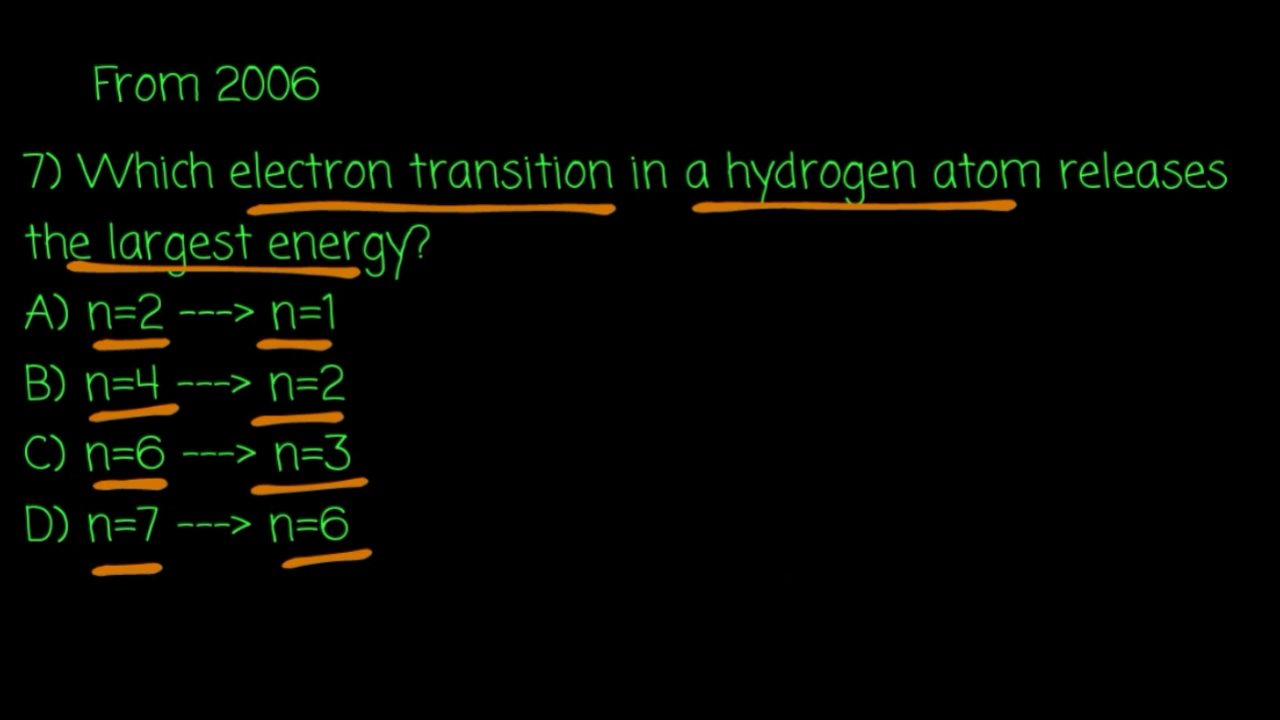 From 2006
7) Which electron transition in a hydrogen atom releases
the largest energy?
A) n=2 ---> n=1
B) n=4 ---> n=2
C) n=6 ---> n=3
D) n=7 ---> n=6